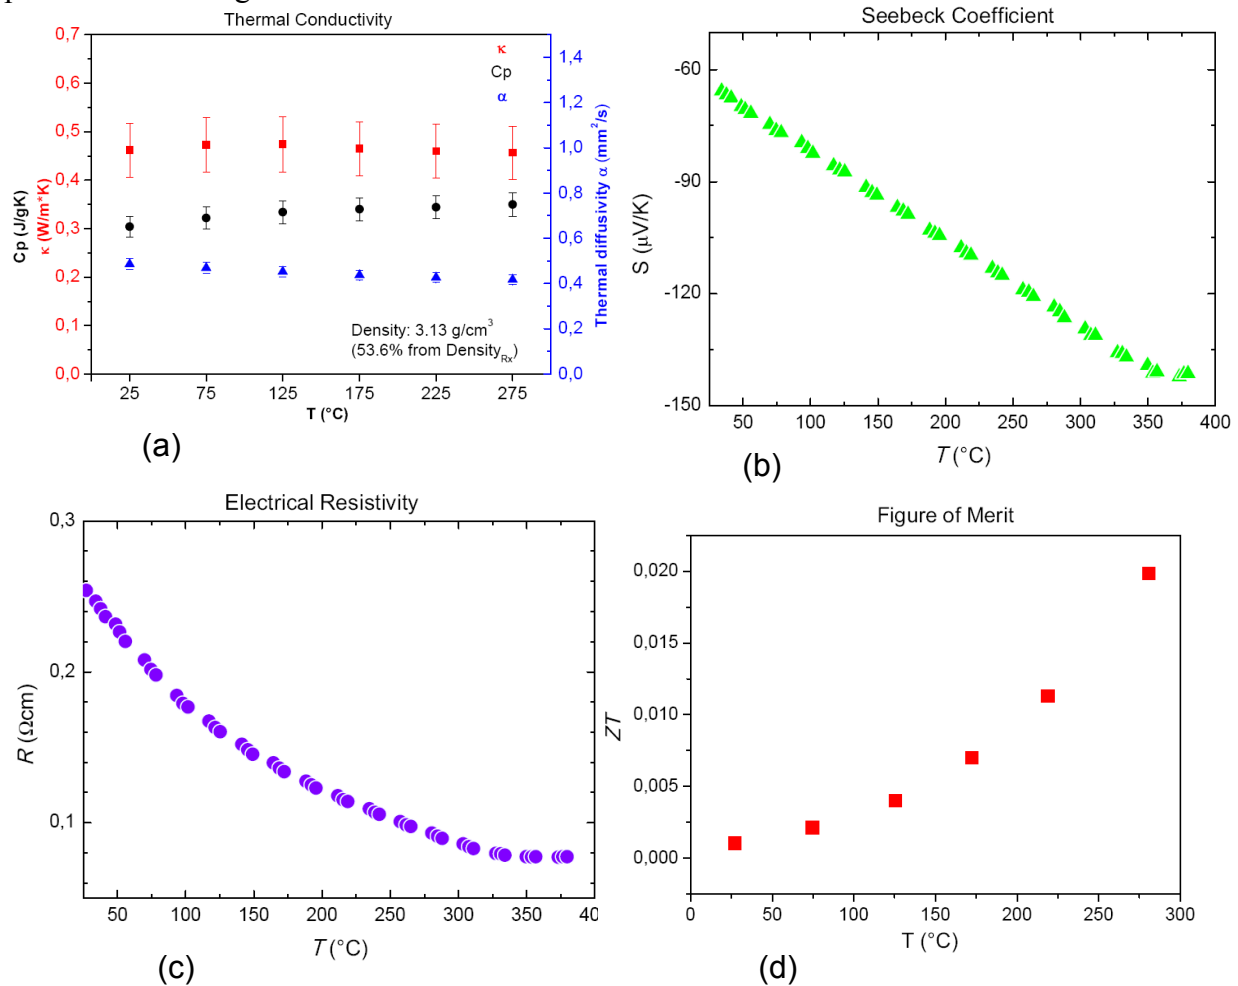 Thermal Conductivity
0,7
0,6
0,5
0,4
0,3
0,2
0,1
0,0
Cp (J/gK)
κ (W/m*K)
κ
Cp
α
Density: 3.13 g/cm³
(53.6% from Density_Rx)
1,4
1,2
1,0
0,8
0,6
0,4
0,2
0,0
Thermal diffusivity α (mm²/s)
25 75 125 175 225 275
T (°C)
(a)
Seebeck Coefficient
-60
-90
-120
-150
S (μV/K)
50 100 150 200 250 300 350 400
T (°C)
(b)
Electrical Resistivity
0,3
0,2
0,1
R (Ωcm)
50 100 150 200 250 300 350 40
T (°C)
(c)
Figure of Merit
0,020
0,015
0,010
0,005
0,000
ZT
0 50 100 150 200 250 300
T (°C)
(d)